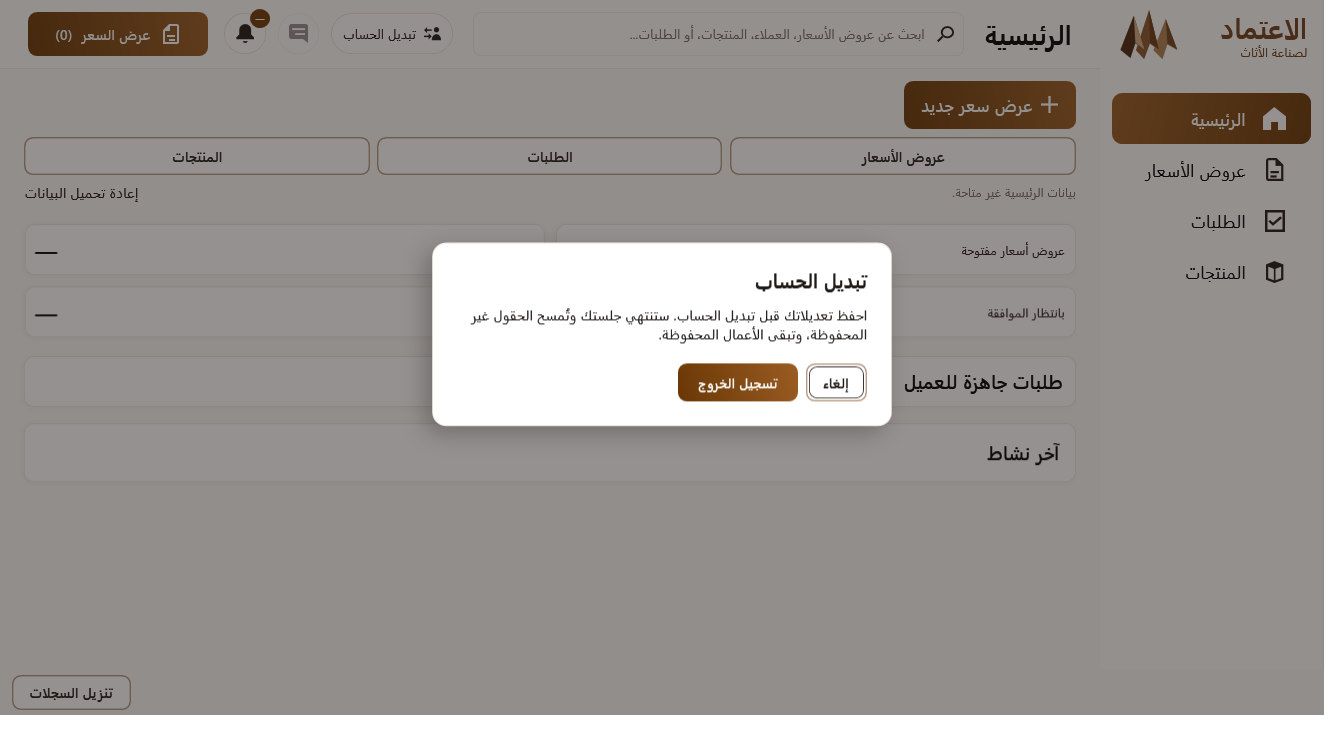 الاعتماد
لصناعة الأثاث
الرئيسية
ابحث عن عروض الأسعار، العملاء، المنتجات، أو الطلبات...
تبديل الحساب
—
عرض السعر (0)
الرئيسية
عروض الأسعار
الطلبات
المنتجات
عرض سعر جديد
عروض الأسعار
الطلبات
المنتجات
بيانات الرئيسية غير متاحة.
إعادة تحميل البيانات
عروض أسعار مفتوحة
—
بانتظار الموافقة
—
طلبات جاهزة للعميل
آخر نشاط
تبديل الحساب
احفظ تعديلاتك قبل تبديل الحساب. ستنتهي جلستك وتُمسح الحقول غير
المحفوظة، وتبقى الأعمال المحفوظة.
إلغاء
تسجيل الخروج
تنزيل السجلات